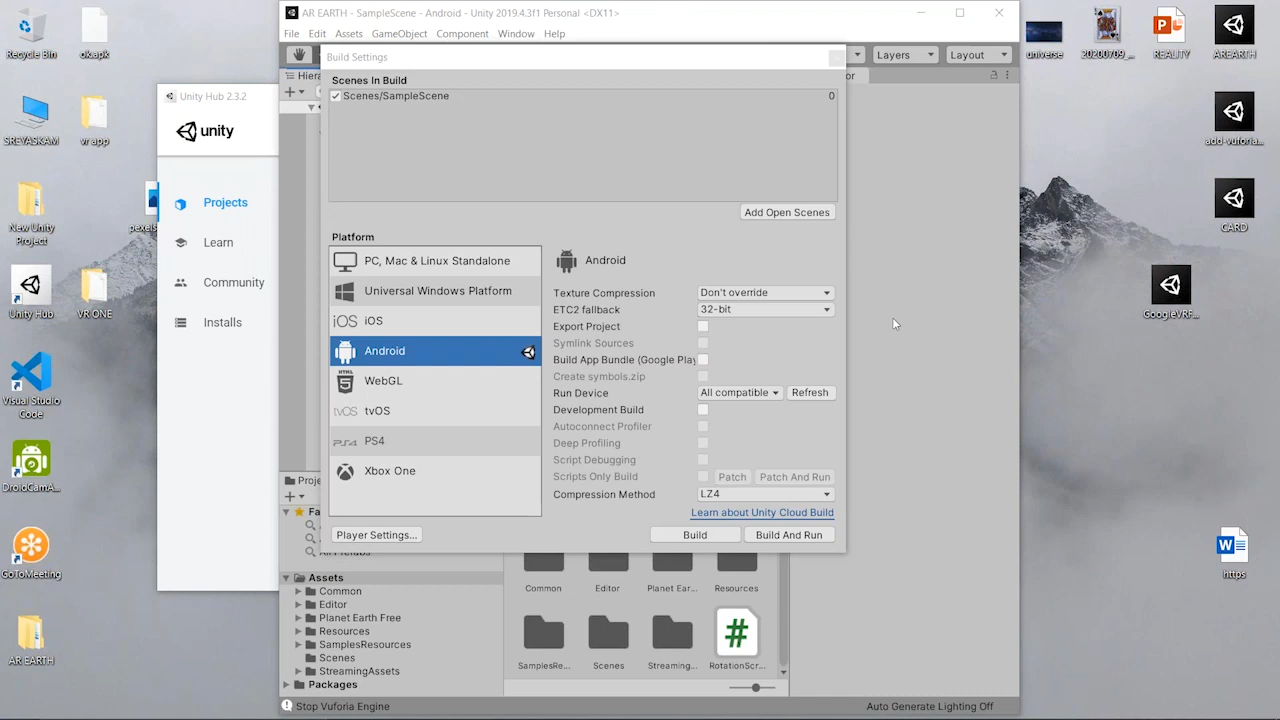 AR EARTH - SampleScene - Android - Unity 2019.4.3f1 Personal <DX11>
File Edit Assets GameObject Component Window Help
Layers Layout
Build Settings
Scenes In Build
Scenes/SampleScene 0
Add Open Scenes
Platform
PC, Mac & Linux Standalone
Universal Windows Platform
iOS iOS
Android
HTML
WebGL
tvOS tvOS
PS4 PS4
Xbox One
Android
Texture Compression Don't override
ETC2 fallback 32-bit
Export Project
Symlink Sources
Build App Bundle (Google Play
Create symbols.zip
Run Device All compatible Refresh
Development Build
Autoconnect Profiler
Deep Profiling
Script Debugging
Scripts Only Build Patch Patch And Run
Compression Method LZ4
Learn about Unity Cloud Build
Player Settings... Build Build And Run
Assets
Common
Editor
Planet Earth Free
Resources
SamplesResources
Scenes
StreamingAssets
Packages
Common Editor Planet Ear... Resources
SamplesRe... Scenes Streaming... RotationScr...
Stop Vuforia Engine Auto Generate Lighting Off
Unity Hub 2.3.2
unity
Projects
Learn
Community
Installs
Recycle Bin
ok.apk
SREYASKAM
vr app
New Unity
Project
Unity Hub
VR ONE
Visual Studio
Code
DroidCamA...
GoToMeeting
AR EARTH
universe
20200709_...
REALITY
AREARTH
add-vuforia...
CARD
GoogleVRF...
https